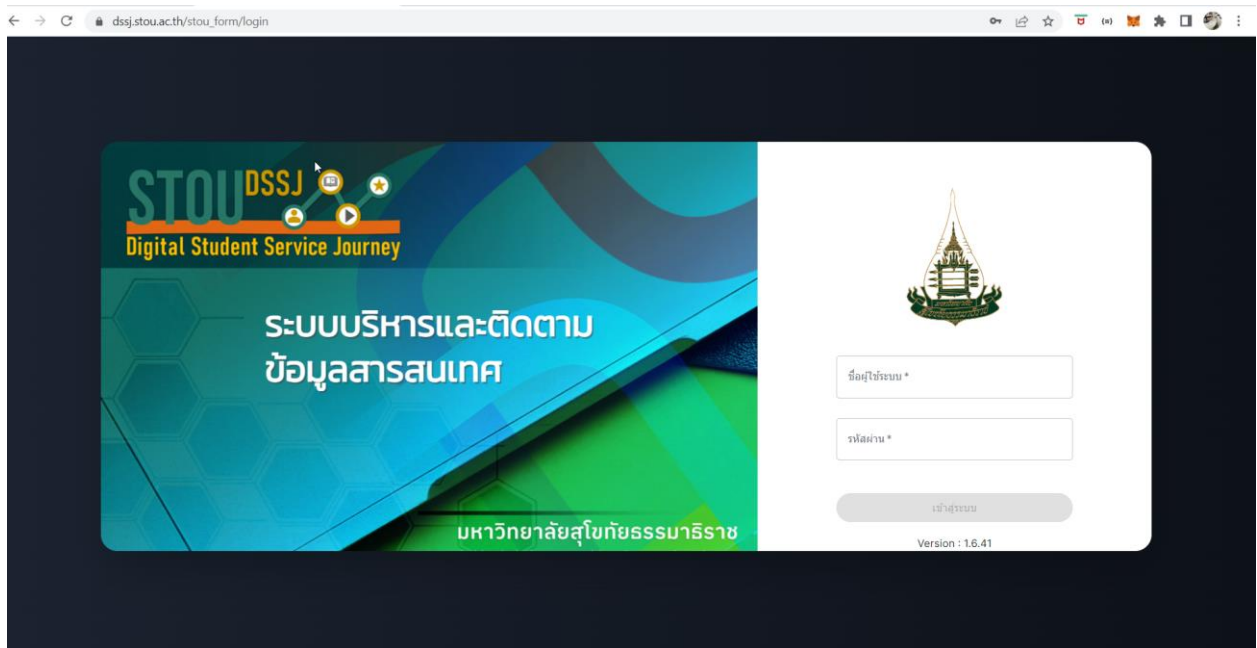 dssj.stou.ac.th/stou_form/login
STOU DSSJ
Digital Student Service Journey
ระบบบริหารและติดตาม
ข้อมูลสารสนเทศ
มหาวิทยาลัยสุโขทัยธรรมาธิราช
ชื่อผู้ใช้ระบบ *
รหัสผ่าน *
เข้าสู่ระบบ
Version : 1.6.41